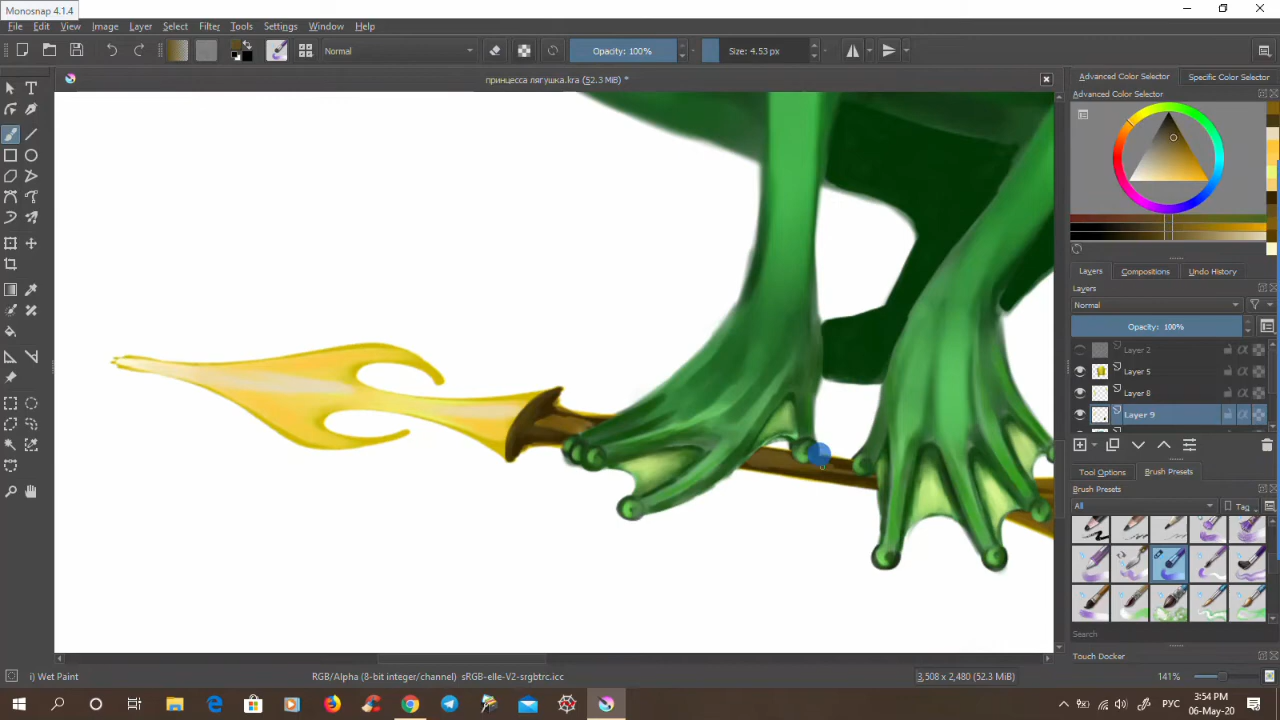 Monosnap 4.1.4
File Edit View Image Layer Select Filter Tools Settings Window Help
Normal Opacity: 100% Size: 4.53 px
принцесса лягушка.kra (52.3 MiB) *
Advanced Color Selector Specific Color Selector
Advanced Color Selector
Layers Compositions Undo History
Layers
Normal
Opacity: 100%
Layer 2
Layer 5
Layer 8
Layer 9
Tool Options Brush Presets
Brush Presets
All Tag
Search
Touch Docker
i) Wet Paint RGB/Alpha (8-bit integer/channel) sRGB-elle-V2-srgbtrc.icc 3,508 x 2,480 (52.3 MiB) 141%
РУС 3:54 PM
06-May-20